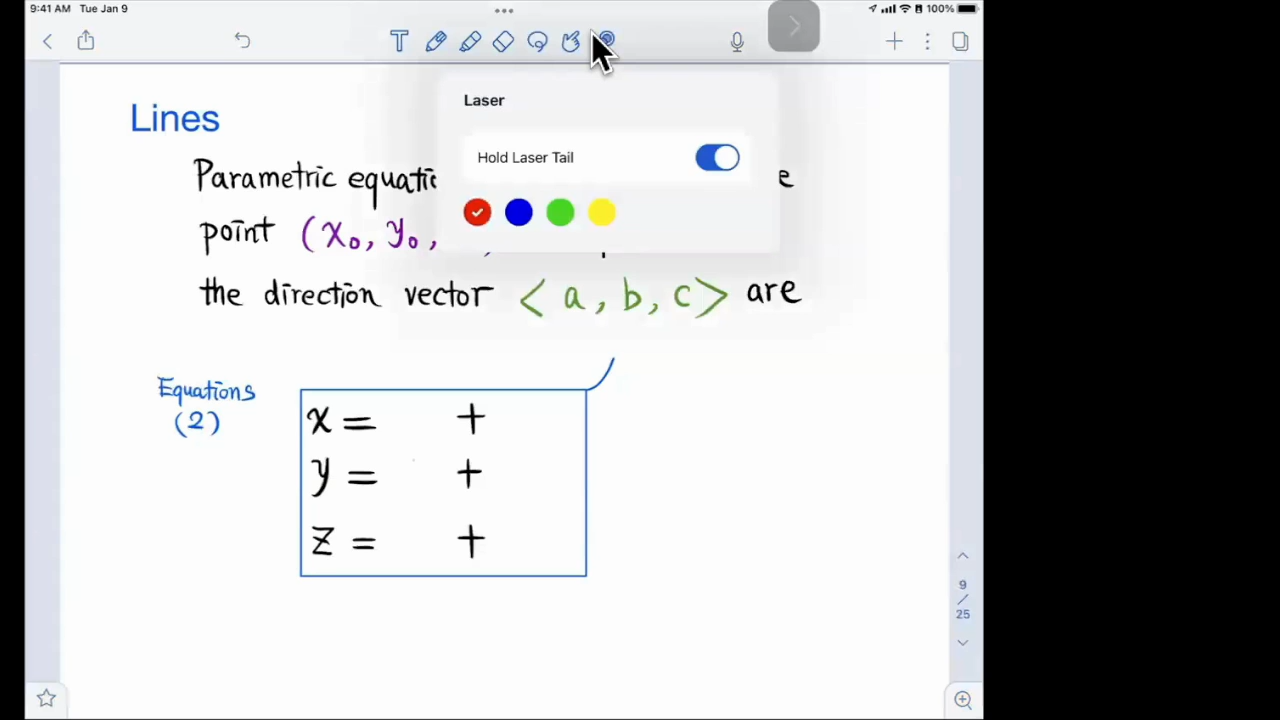 9:41 AM Tue Jan 9
100%
Laser
Hold Laser Tail
Lines
Parametric
point (x₀, y₀,
the direction vector < a, b, c > are
Equations
(2)
x = +
y = +
z = +
9
/
25